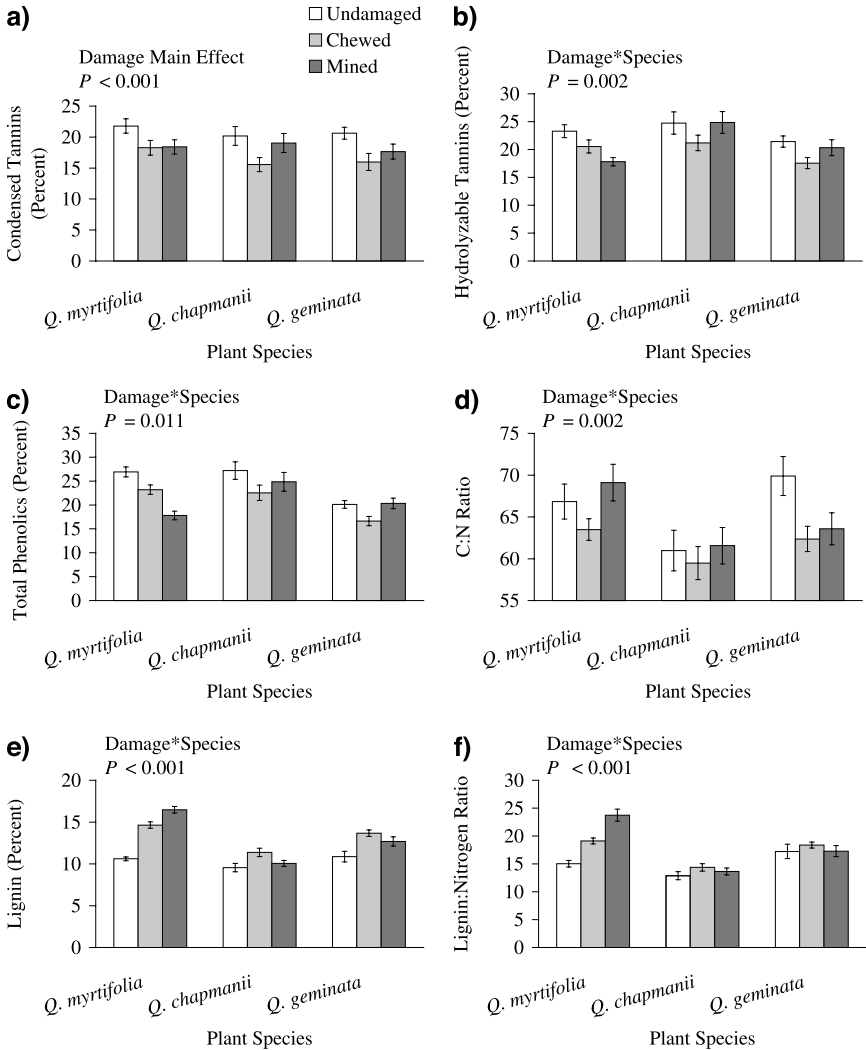 a)
Undamaged
Chewed
Mined
Damage Main Effect
P < 0.001
Condensed Tannins
(Percent)
25
20
15
10
5
0
Q. myrtifolia
Q. chapmanii
Q. geminata
Plant Species
b)
Damage*Species
P = 0.002
Hydrolyzable Tannins (Percent)
30
25
20
15
10
5
0
Q. myrtifolia
Q. chapmanii
Q. geminata
Plant Species
c)
Damage*Species
P = 0.011
Total Phenolics (Percent)
35
30
25
20
15
10
5
0
Q. myrtifolia
Q. chapmanii
Q. geminata
Plant Species
d)
Damage*Species
P = 0.002
C:N Ratio
75
70
65
60
55
Q. myrtifolia
Q. chapmanii
Q. geminata
Plant Species
e)
Damage*Species
P < 0.001
Lignin (Percent)
20
15
10
5
0
Q. myrtifolia
Q. chapmanii
Q. geminata
Plant Species
f)
Damage*Species
P < 0.001
Lignin:Nitrogen Ratio
30
25
20
15
10
5
0
Q. myrtifolia
Q. chapmanii
Q. geminata
Plant Species